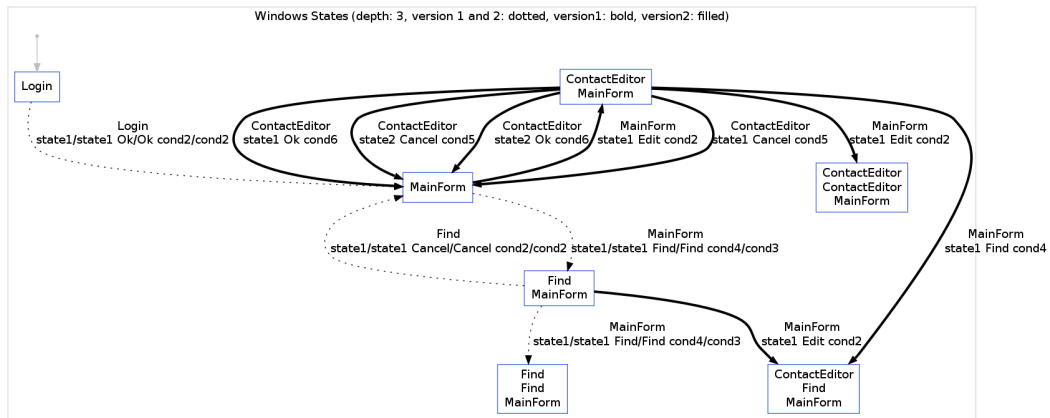 Windows States (depth: 3, version 1 and 2: dotted, version1: bold, version2: filled)
Login
ContactEditor
MainForm
Login
state1/state1 Ok/Ok cond2/cond2
ContactEditor
state1 Ok cond6
ContactEditor
state2 Cancel cond5
ContactEditor
state2 Ok cond6
MainForm
state1 Edit cond2
ContactEditor
state1 Cancel cond5
MainForm
state1 Edit cond2
MainForm
ContactEditor
ContactEditor
MainForm
Find
state1/state1 Cancel/Cancel cond2/cond2
MainForm
state1/state1 Find/Find cond4/cond3
MainForm
state1 Find cond4
Find
MainForm
MainForm
state1/state1 Find/Find cond4/cond3
MainForm
state1 Edit cond2
Find
Find
MainForm
ContactEditor
Find
MainForm